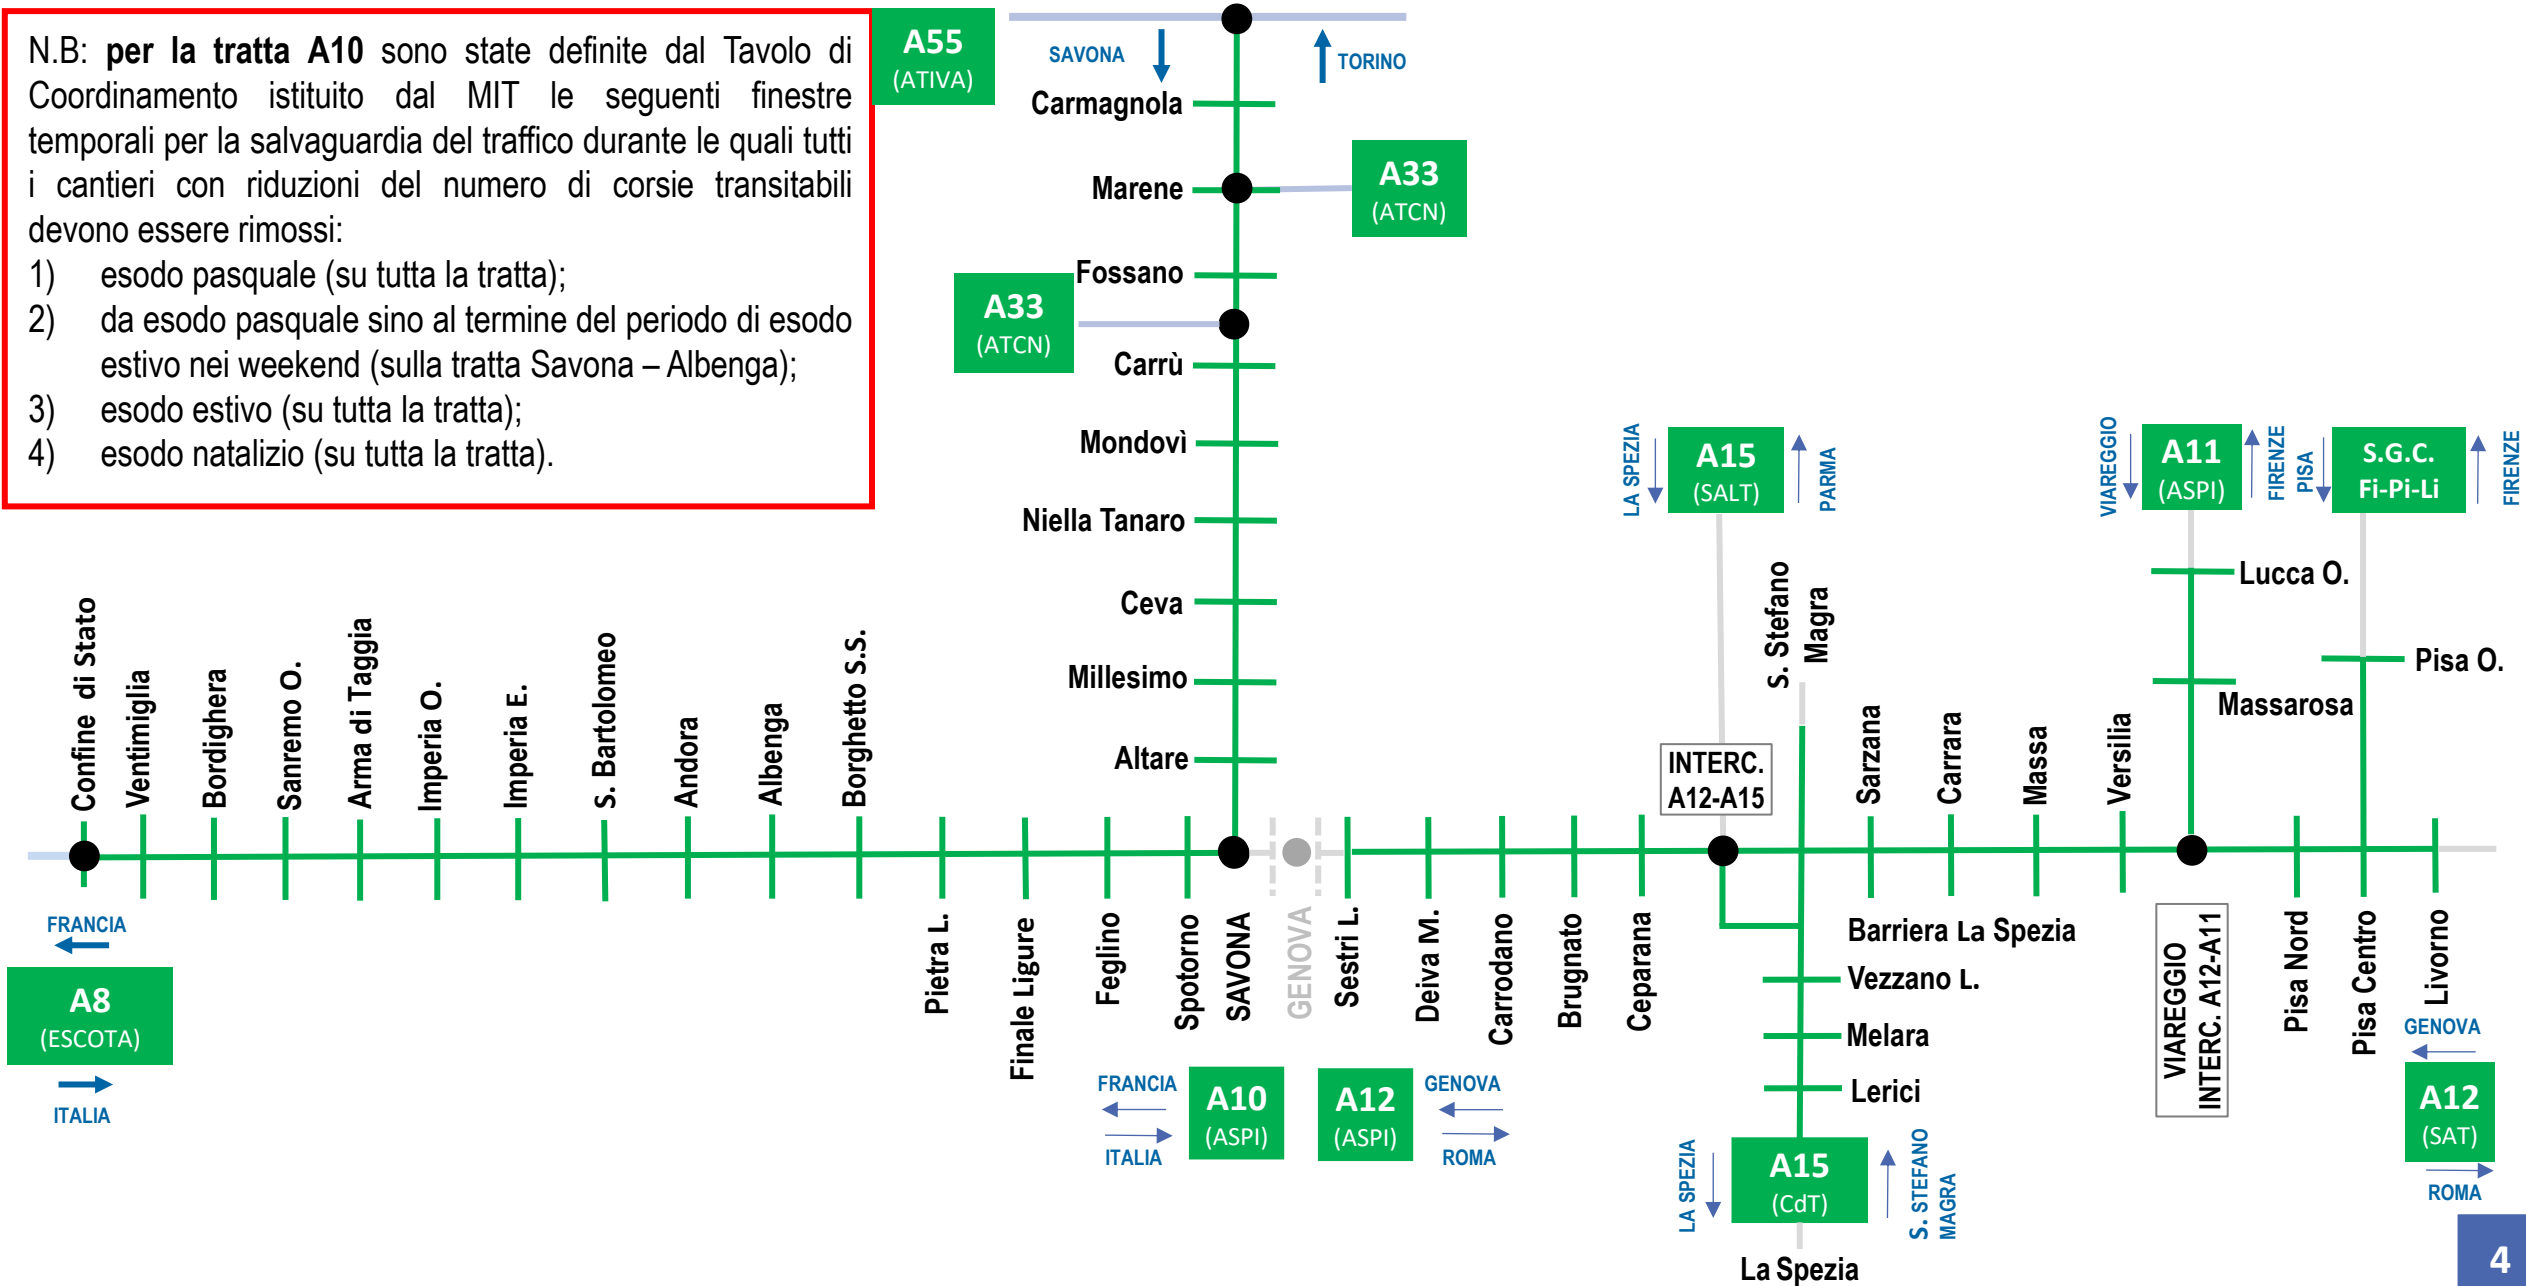 N.B: per la tratta A10 sono state definite dal Tavolo di
Coordinamento istituito dal MIT le seguenti finestre
temporali per la salvaguardia del traffico durante le quali tutti
i cantieri con riduzioni del numero di corsie transitabili
devono essere rimossi:
1) esodo pasquale (su tutta la tratta);
2) da esodo pasquale sino al termine del periodo di esodo
estivo nei weekend (sulla tratta Savona – Albenga);
3) esodo estivo (su tutta la tratta);
4) esodo natalizio (su tutta la tratta).
A55
(ATIVA)
SAVONA
TORINO
Carmagnola
Marene
A33
(ATCN)
Fossano
A33
(ATCN)
Carrù
Mondovì
Niella Tanaro
Ceva
Millesimo
Altare
LA SPEZIA
A15
(SALT)
PARMA
VIAREGGIO
A11
(ASPI)
FIRENZE
PISA
S.G.C.
Fi-Pi-Li
FIRENZE
Lucca O.
Massarosa
Pisa O.
Confine di Stato
Ventimiglia
Bordighera
Sanremo O.
Arma di Taggia
Imperia O.
Imperia E.
S. Bartolomeo
Andora
Albenga
Borghetto S.S.
INTERC.
A12-A15
S. Stefano
Magra
Sarzana
Carrara
Massa
Versilia
Pietra L.
Finale Ligure
Feglino
Spotorno
SAVONA
GENOVA
Sestri L.
Deiva M.
Carrodano
Brugnato
Ceparana
Barriera La Spezia
Vezzano L.
Melara
Lerici
VIAREGGIO
INTERC. A12-A11
Pisa Nord
Pisa Centro
Livorno
FRANCIA
A8
(ESCOTA)
ITALIA
FRANCIA
ITALIA
A10
(ASPI)
A12
(ASPI)
GENOVA
ROMA
LA SPEZIA
A15
(CdT)
S. STEFANO
MAGRA
La Spezia
GENOVA
A12
(SAT)
ROMA
4